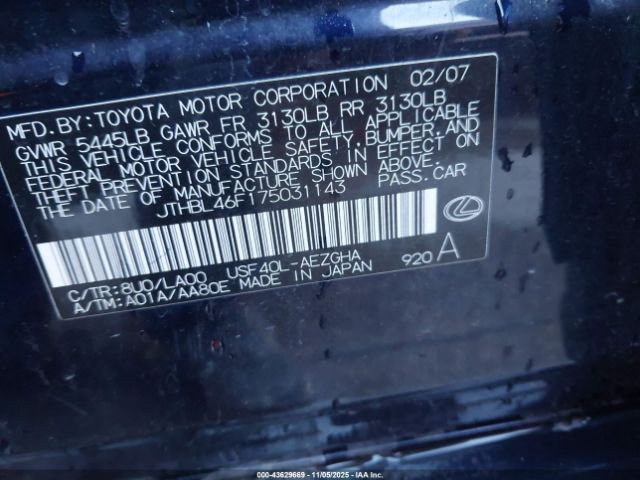 MFD.BY:TOYOTA MOTOR CORPORATION 02/07
GVWR 5445LB GAWR FR 3130LB RR 3130LB
THIS VEHICLE CONFORMS TO ALL APPLICABLE
FEDERAL MOTOR VEHICLE SAFETY,BUMPER,AND
THEFT PREVENTION STANDARDS IN EFFECT ON
THE DATE OF MANUFACTURE SHOWN ABOVE.
JTHBL46F175031143 PASS.CAR
C/TR:8U0/LA00 USF40L-AEZGHA 920 A
A/TM:A01A/AA80E MADE IN JAPAN
000-43629669 - 11/05/2025 - IAAI Inc.